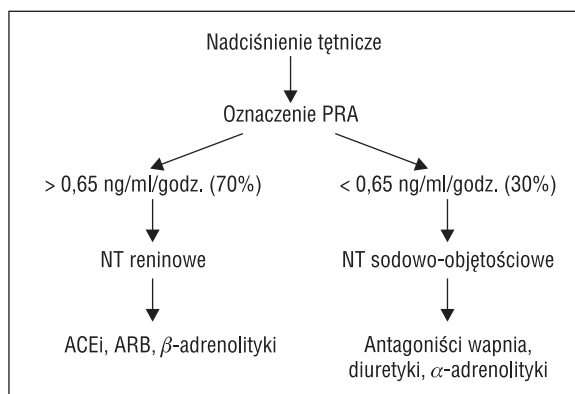 Nadciśnienie tętnicze
Oznaczenie PRA
> 0,65 ng/ml/godz. (70%)
< 0,65 ng/ml/godz. (30%)
NT reninowe
NT sodowo-objętościowe
ACEi, ARB, β-adrenolityki
Antagoniści wapnia,
diuretyki, α-adrenolityki